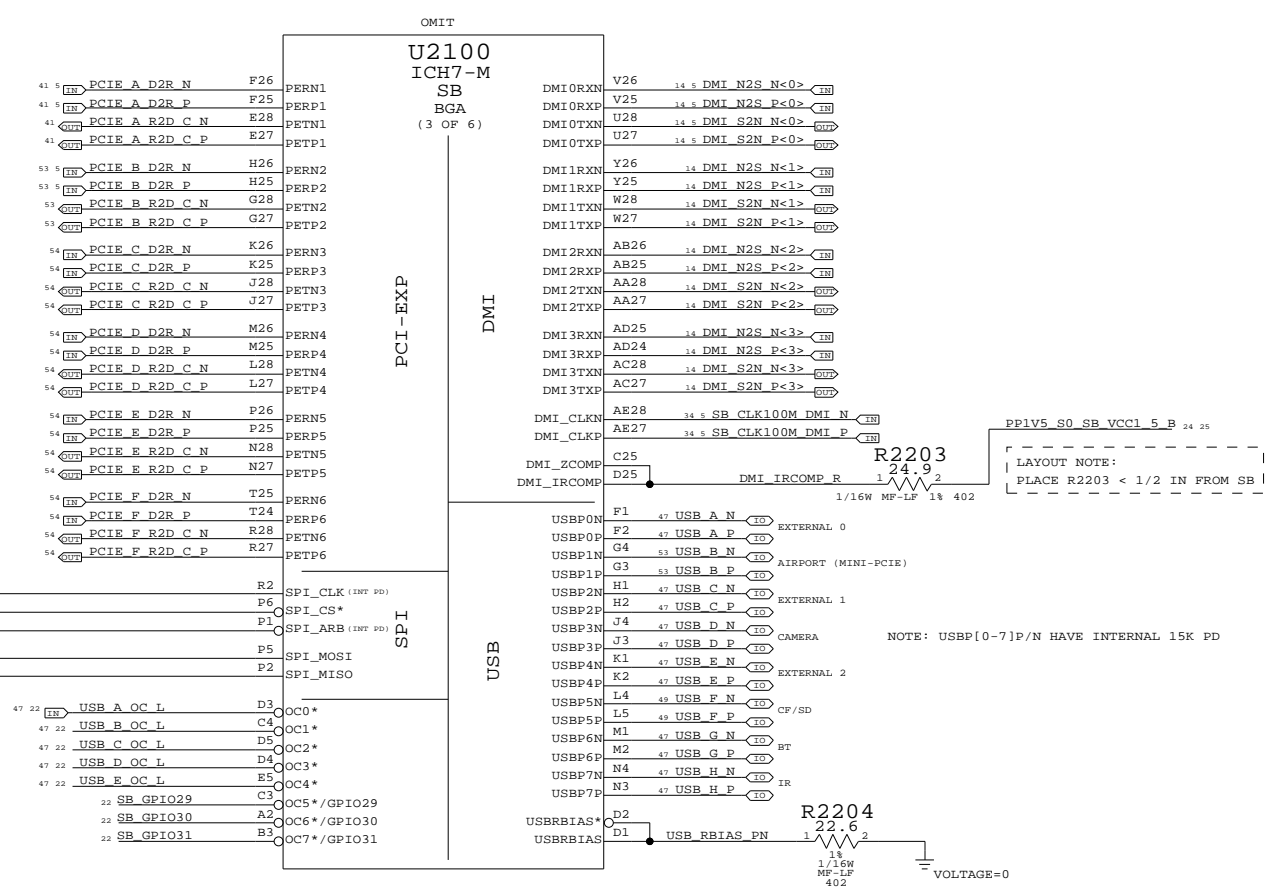 OMIT
U2100
ICH7-M
SB
BGA
(3 OF 6)
PCI-EXP
DMI
SPI
USB
41 5 IN PCIE_A_D2R_N F26 PERN1
41 5 IN PCIE_A_D2R_P F25 PERP1
41 OUT PCIE_A_R2D_C_N E28 PETN1
41 OUT PCIE_A_R2D_C_P E27 PETP1
53 5 IN PCIE_B_D2R_N H26 PERN2
53 5 IN PCIE_B_D2R_P H25 PERP2
53 OUT PCIE_B_R2D_C_N G28 PETN2
53 OUT PCIE_B_R2D_C_P G27 PETP2
54 IN PCIE_C_D2R_N K26 PERN3
54 IN PCIE_C_D2R_P K25 PERP3
54 OUT PCIE_C_R2D_C_N J28 PETN3
54 OUT PCIE_C_R2D_C_P J27 PETP3
54 IN PCIE_D_D2R_N M26 PERN4
54 IN PCIE_D_D2R_P M25 PERP4
54 OUT PCIE_D_R2D_C_N L28 PETN4
54 OUT PCIE_D_R2D_C_P L27 PETP4
54 IN PCIE_E_D2R_N P26 PERN5
54 IN PCIE_E_D2R_P P25 PERP5
54 OUT PCIE_E_R2D_C_N N28 PETN5
54 OUT PCIE_E_R2D_C_P N27 PETP5
54 IN PCIE_F_D2R_N T25 PERN6
54 IN PCIE_F_D2R_P T24 PERP6
54 OUT PCIE_F_R2D_C_N R28 PETN6
54 OUT PCIE_F_R2D_C_P R27 PETP6
R2 SPI_CLK (INT PD)
P6 SPI_CS*
P1 SPI_ARB (INT PD)
P5 SPI_MOSI
P2 SPI_MISO
47 22 IN USB_A_OC_L D3 OC0*
47 22 USB_B_OC_L C4 OC1*
47 22 USB_C_OC_L D5 OC2*
47 22 USB_D_OC_L D4 OC3*
47 22 USB_E_OC_L E5 OC4*
22 SB_GPIO29 C3 OC5*/GPIO29
22 SB_GPIO30 A2 OC6*/GPIO30
22 SB_GPIO31 B3 OC7*/GPIO31
DMI0RXN V26 14 5 DMI_N2S_N<0> IN
DMI0RXP V25 14 5 DMI_N2S_P<0> IN
DMI0TXN U28 14 5 DMI_S2N_N<0> OUT
DMI0TXP U27 14 5 DMI_S2N_P<0> OUT
DMI1RXN Y26 14 DMI_N2S_N<1> IN
DMI1RXP Y25 14 DMI_N2S_P<1> IN
DMI1TXN W28 14 DMI_S2N_N<1> OUT
DMI1TXP W27 14 DMI_S2N_P<1> OUT
DMI2RXN AB26 14 DMI_N2S_N<2> IN
DMI2RXP AB25 14 DMI_N2S_P<2> IN
DMI2TXN AA28 14 DMI_S2N_N<2> OUT
DMI2TXP AA27 14 DMI_S2N_P<2> OUT
DMI3RXN AD25 14 DMI_N2S_N<3> IN
DMI3RXP AD24 14 DMI_N2S_P<3> IN
DMI3TXN AC28 14 DMI_S2N_N<3> OUT
DMI3TXP AC27 14 DMI_S2N_P<3> OUT
DMI_CLKN AE28 34 5 SB_CLK100M_DMI_N IN
DMI_CLKP AE27 34 5 SB_CLK100M_DMI_P IN
DMI_ZCOMP C25
DMI_IRCOMP D25 DMI_IRCOMP_R
R2203
24.9
1 2
1/16W MF-LF 1% 402
PP1V5_S0_SB_VCC1_5_B 24 25
LAYOUT NOTE:
PLACE R2203 < 1/2 IN FROM SB
USBP0N F1 47 USB_A_N IO
EXTERNAL 0
USBP0P F2 47 USB_A_P IO
USBP1N G4 53 USB_B_N IO
AIRPORT (MINI-PCIE)
USBP1P G3 53 USB_B_P IO
USBP2N H1 47 USB_C_N IO
EXTERNAL 1
USBP2P H2 47 USB_C_P IO
USBP3N J4 47 USB_D_N IO
CAMERA
USBP3P J3 47 USB_D_P IO
USBP4N K1 47 USB_E_N IO
EXTERNAL 2
USBP4P K2 47 USB_E_P IO
USBP5N L4 49 USB_F_N IO
CF/SD
USBP5P L5 49 USB_F_P IO
USBP6N M1 47 USB_G_N IO
BT
USBP6P M2 47 USB_G_P IO
USBP7N N4 47 USB_H_N IO
IR
USBP7P N3 47 USB_H_P IO
NOTE: USBP[0-7]P/N HAVE INTERNAL 15K PD
USBRBIAS* D2
USBRBIAS D1 USB_RBIAS_PN
R2204
22.6
1 2
1%
1/16W
MF-LF
402
VOLTAGE=0